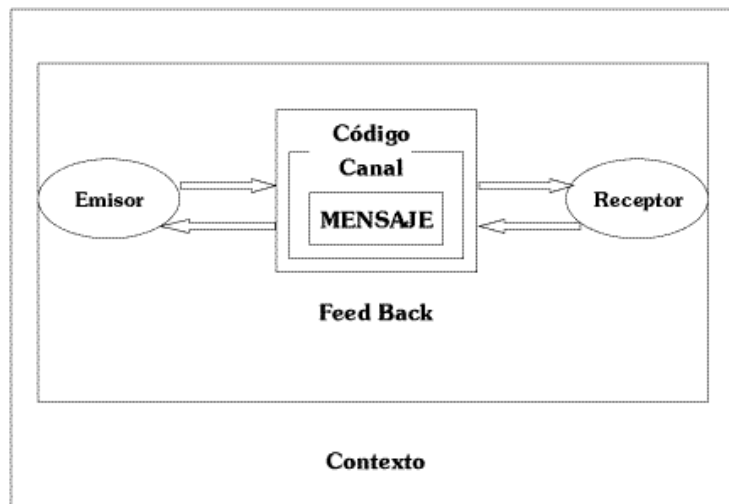 Código
Canal
Emisor
MENSAJE
Receptor
Feed Back
Contexto